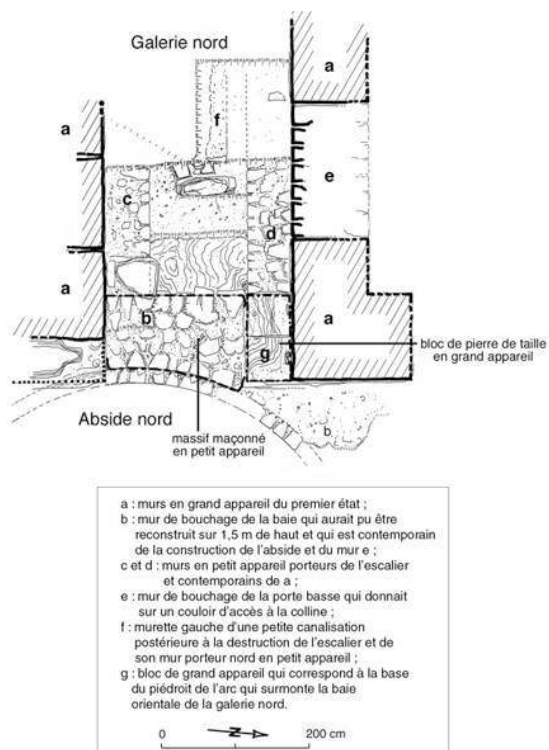 Galerie nord
a
a
f
e
c
d
a
a
b
g
bloc de pierre de taille
en grand appareil
Abside nord
massif maçonné
en petit appareil
b
a : murs en grand appareil du premier état ;
b : mur de bouchage de la baie qui aurait pu être
reconstruit sur 1,5 m de haut et qui est contemporain
de la construction de l'abside et du mur e ;
c et d : murs en petit appareil porteurs de l'escalier
et contemporains de a ;
e : mur de bouchage de la porte basse qui donnait
sur un couloir d'accès à la colline ;
f : murette gauche d'une petite canalisation
postérieure à la destruction de l'escalier et de
son mur porteur nord en petit appareil ;
g : bloc de grand appareil qui correspond à la base
du piédroit de l'arc qui surmonte la baie
orientale de la galerie nord.
0 N 200 cm